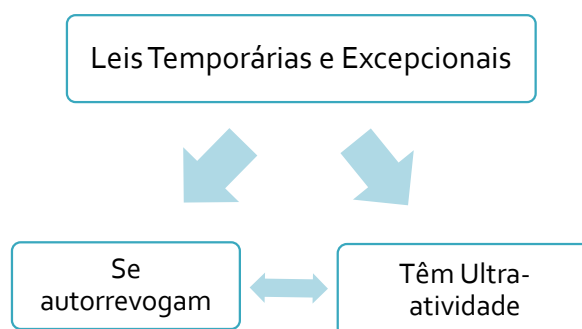 Leis Temporárias e Excepcionais
Se
autorrevogam
Têm Ultra-
atividade